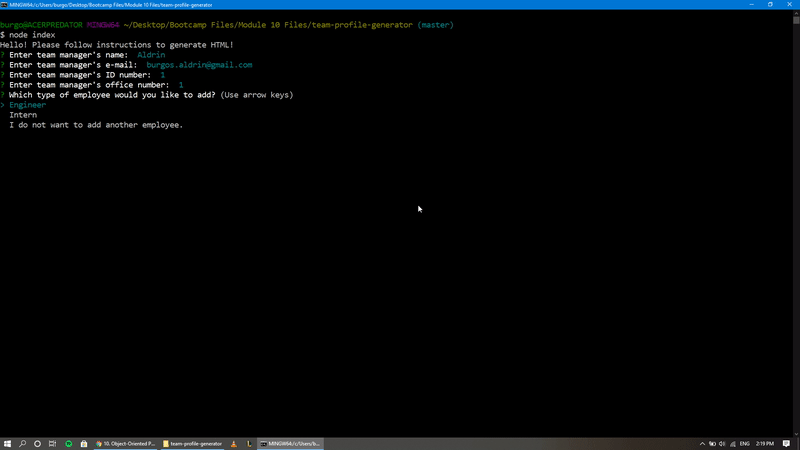 MINGW64:/c/Users/burgo/Desktop/Bootcamp Files/Module 10 Files/team-profile-generator
burgo@ACERPREDATOR MINGW64 ~/Desktop/Bootcamp Files/Module 10 Files/team-profile-generator (master)
$ node index
Hello! Please follow instructions to generate HTML!
? Enter team manager's name: Aldrin
? Enter team manager's e-mail: burgos.aldrin@gmail.com
? Enter team manager's ID number: 1
? Enter team manager's office number: 1
? Which type of employee would you like to add? (Use arrow keys)
> Engineer
Intern
I do not want to add another employee.
10. Object-Oriented P... team-profile-generator MINGW64:/c/Users/b... ENG 2:19 PM